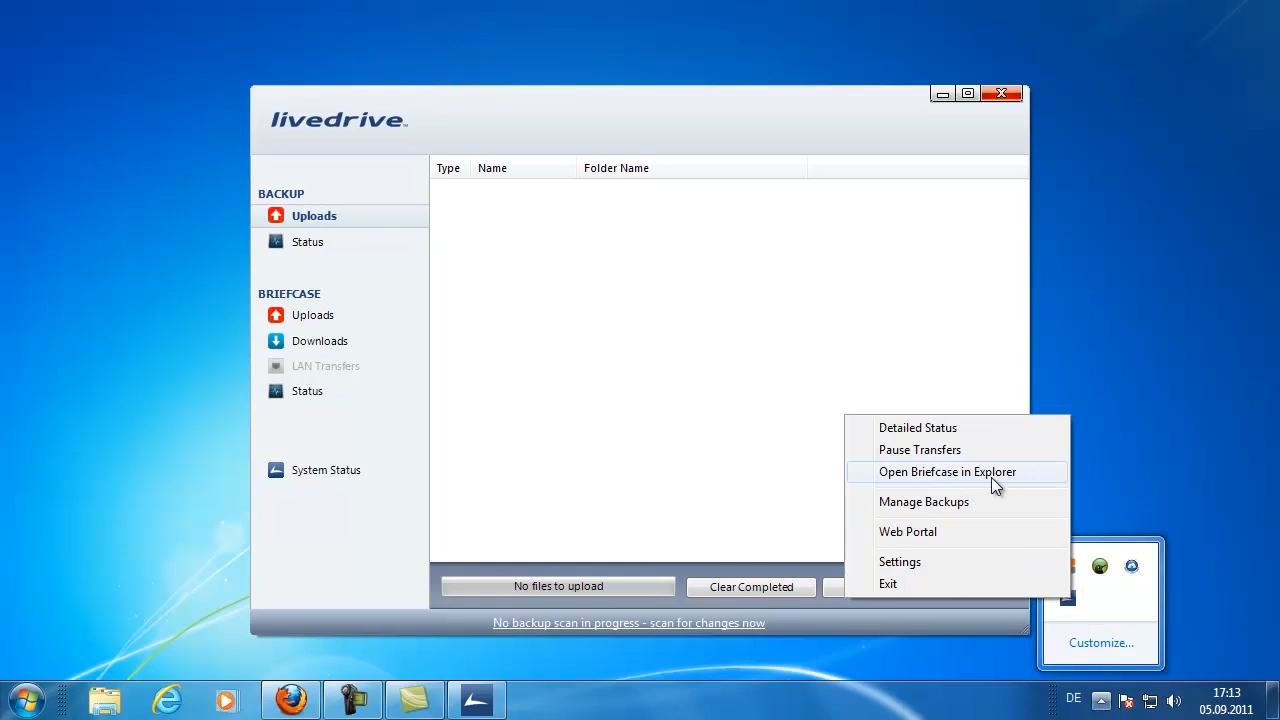 livedrive™
Type Name Folder Name
BACKUP
Uploads
Status
BRIEFCASE
Uploads
Downloads
LAN Transfers
Status
System Status
Detailed Status
Pause Transfers
Open Briefcase in Explorer
Manage Backups
Web Portal
Settings
Exit
No files to upload
Clear Completed
No backup scan in progress - scan for changes now
Customize...
DE
17:13
05.09.2011